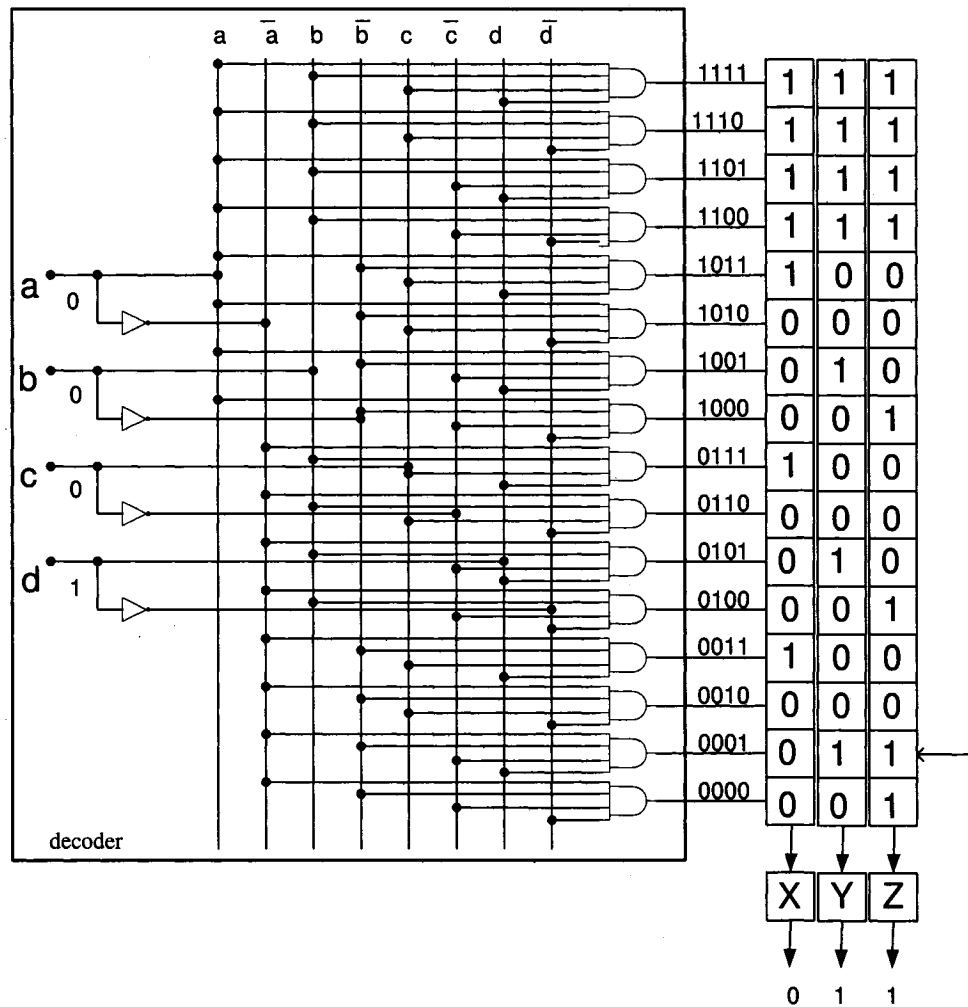 a a̅ b b̅ c c̅ d d̅
1111 1 1 1
1110 1 1 1
1101 1 1 1
1100 1 1 1
a 0 1011 1 0 0
1010 0 0 0
b 0 1001 0 1 0
1000 0 0 1
c 0 0111 1 0 0
0110 0 0 0
d 1 0101 0 1 0
0100 0 0 1
0011 1 0 0
0010 0 0 0
0001 0 1 1
0000 0 0 1
decoder
X Y Z
0 1 1